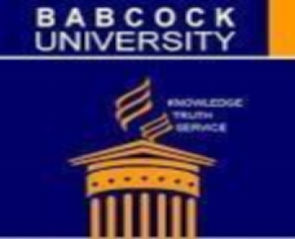 BABCOCK
UNIVERSITY
KNOWLEDGE
TRUTH
SERVICE